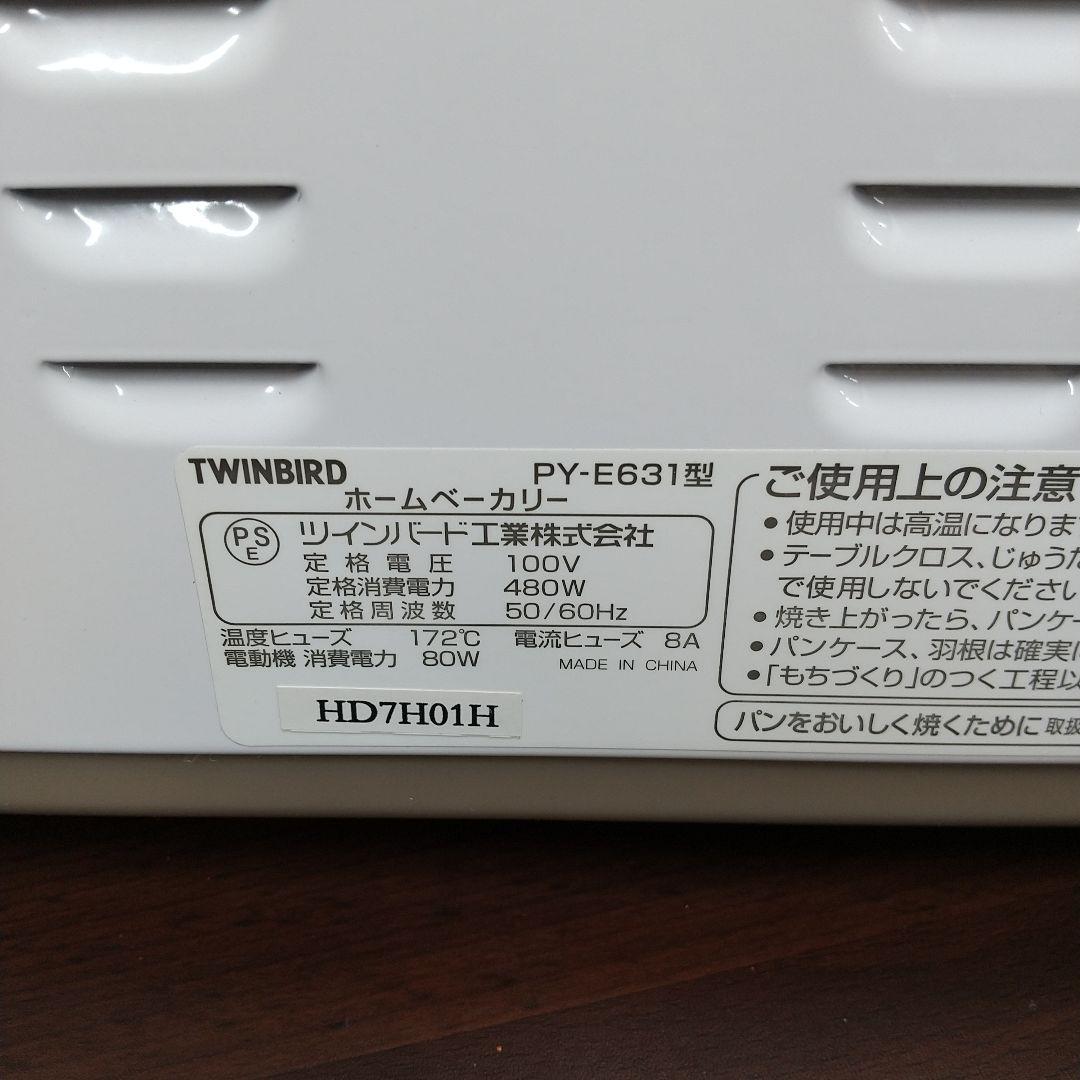 TWINBIRD PY-E631型
ホームベーカリー
PSE ツインバード工業株式会社
定格電圧 100V
定格消費電力 480W
定格周波数 50/60Hz
温度ヒューズ 172℃ 電流ヒューズ 8A
電動機 消費電力 80W MADE IN CHINA
HD7H01H
ご使用上の注意
•使用中は高温になりま
•テーブルクロス、じゅう
で使用しないでくださ
•焼き上がったら、パンケー
•パンケース、羽根は確実
•「もちづくり」のつく工程以
パンをおいしく焼くために 取扱